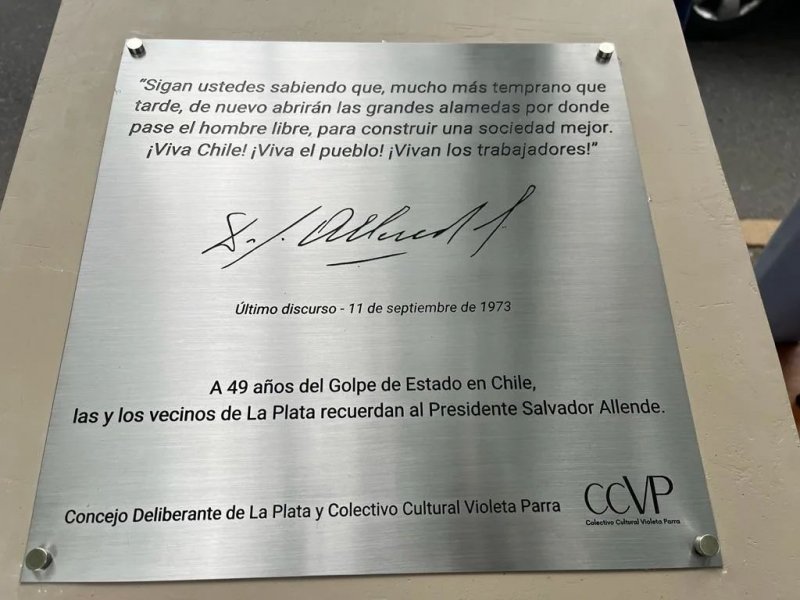 "Sigan ustedes sabiendo que, mucho más temprano que
tarde, de nuevo abrirán las grandes alamedas por donde
pase el hombre libre, para construir una sociedad mejor.
¡Viva Chile! ¡Viva el pueblo! ¡Vivan los trabajadores!"
Último discurso - 11 de septiembre de 1973
A 49 años del Golpe de Estado en Chile,
las y los vecinos de La Plata recuerdan al Presidente Salvador Allende.
Concejo Deliberante de La Plata y Colectivo Cultural Violeta Parra
CCVP
Colectivo Cultural Violeta Parra